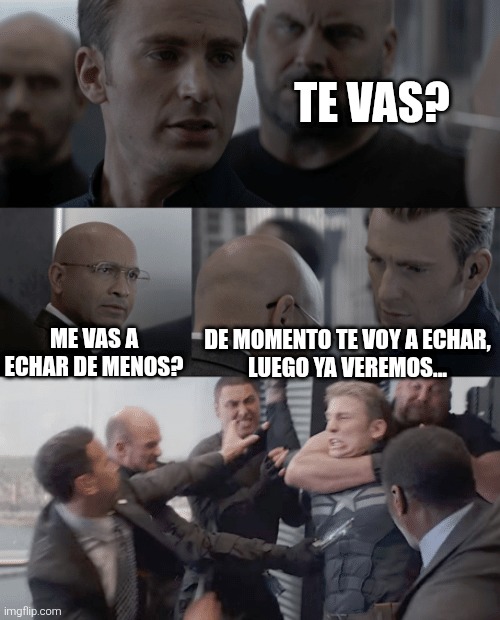 TE VAS?
ME VAS A
ECHAR DE MENOS?
DE MOMENTO TE VOY A ECHAR,
LUEGO YA VEREMOS...
imgflip.com